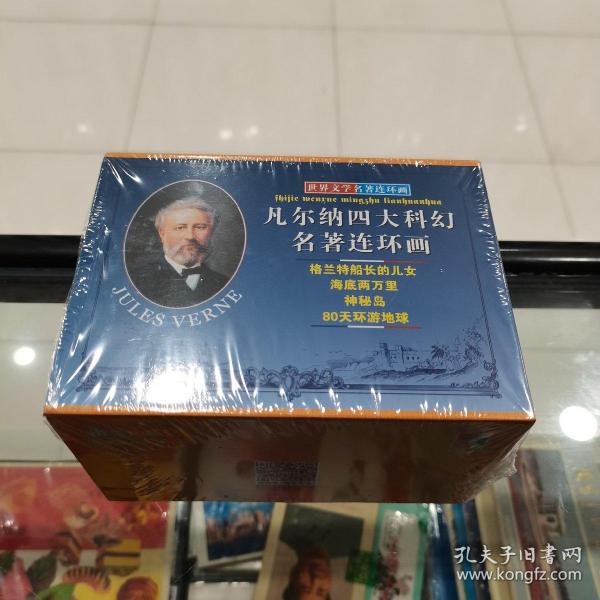 世界文学名著连环画
shijie wenxue mingzhu lianhuanhua
凡尔纳四大科幻
名著连环画
格兰特船长的儿女
海底两万里
神秘岛
80天环游地球
JULES VERNE
孔夫子旧书网
www.kongfz.com